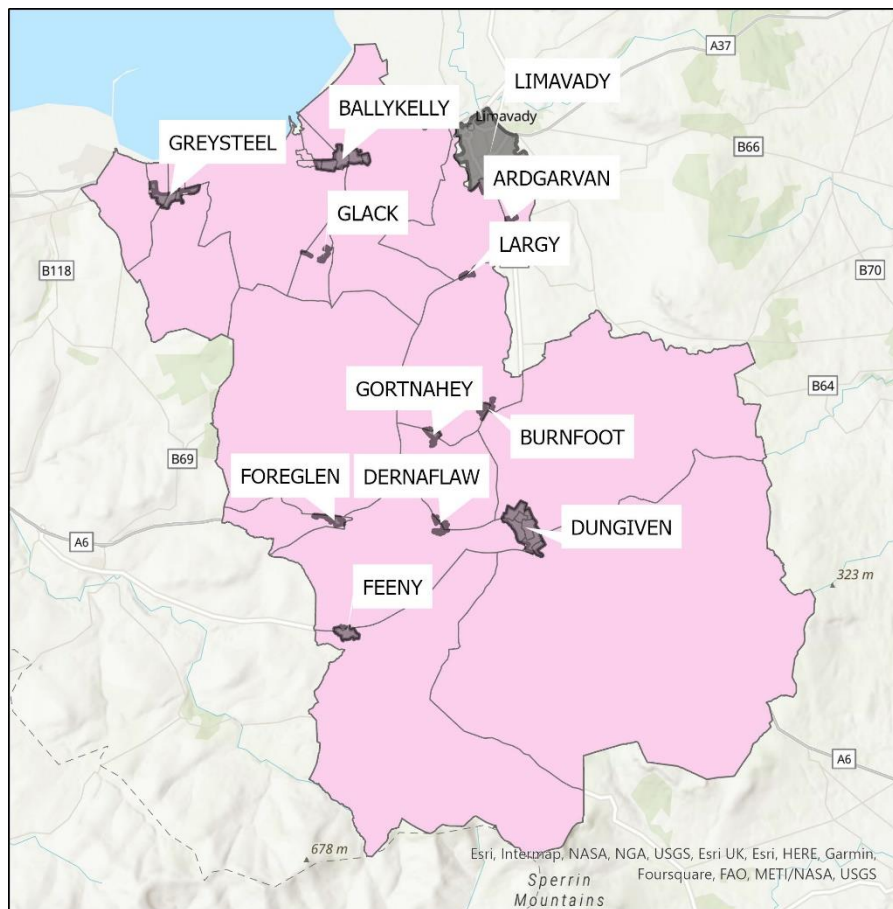 A37
LIMAVADY
BALLYKELLY
Limavady
GREYSTEEL
B66
ARDGARVAN
GLACK
LARGY
B118
B70
GORTNAHEY
B64
BURNFOOT
B69
FOREGLEN
DERNAFLAW
DUNGIVEN
A6
323 m
FEENY
A6
678 m
Esri, Intermap, NASA, NGA, USGS, Esri UK, Esri, HERE, Garmin,
Foursquare, FAO, METI/NASA, USGS
Sperrin
Mountains